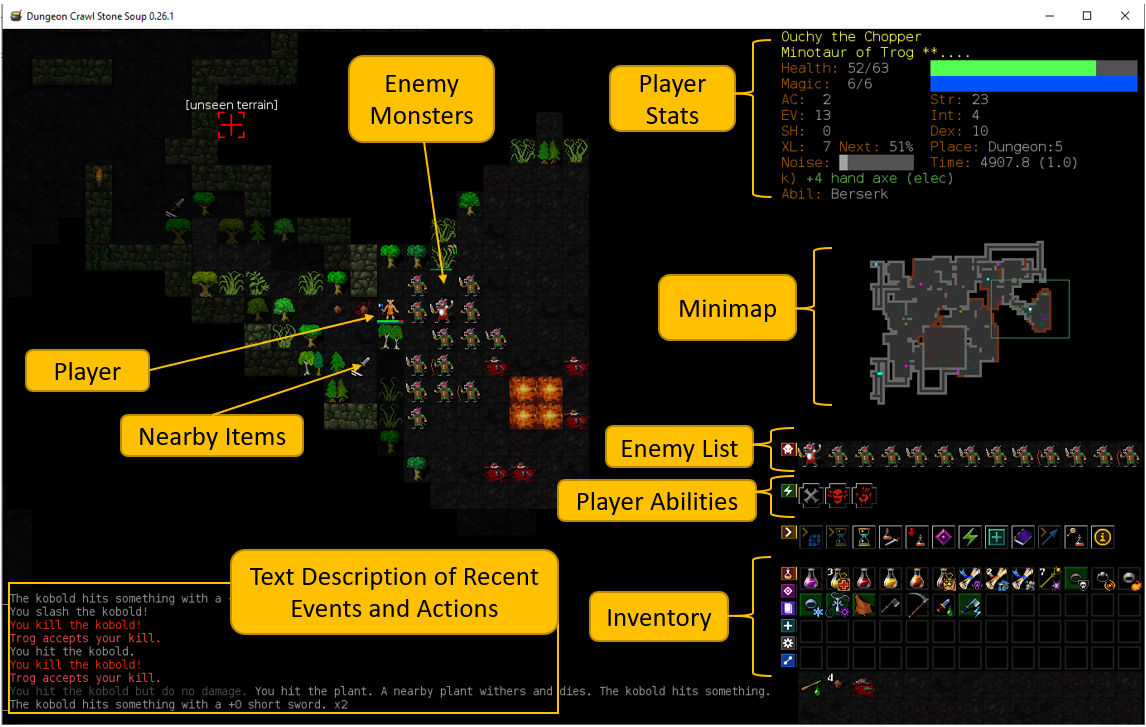 Dungeon Crawl Stone Soup 0.26.1
[unseen terrain]
Enemy
Monsters
Player
Stats
Ouchy the Chopper
Minotaur of Trog **....
Health: 52/63
Magic: 6/6
AC: 2 Str: 23
EV: 13 Int: 4
SH: 0 Dex: 10
XL: 7 Next: 51% Place: Dungeon:5
Noise: Time: 4907.8 (1.0)
k) +4 hand axe (elec)
Abil: Berserk
Minimap
Player
Nearby Items
Enemy List
Player Abilities
Inventory
Text Description of Recent
Events and Actions
The kobold hits something with a
You slash the kobold!
You kill the kobold!
Trog accepts your kill.
You hit the kobold.
You kill the kobold!
Trog accepts your kill.
You hit the kobold but do no damage. You hit the plant. A nearby plant withers and dies. The kobold hits something.
The kobold hits something with a +0 short sword. x2
3
2
7
4